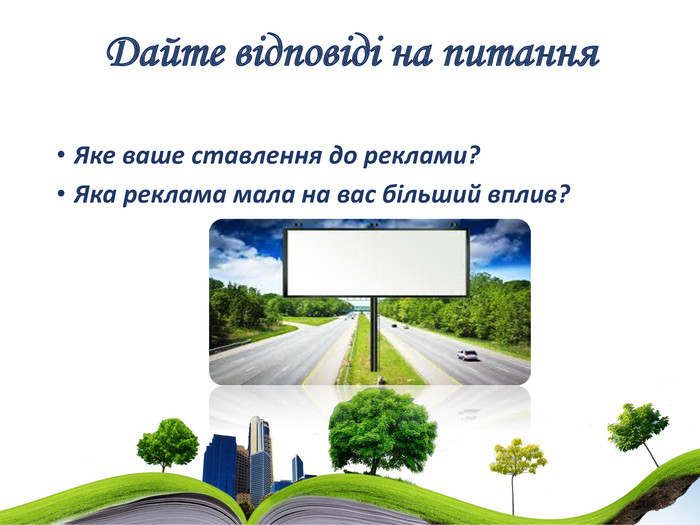 Дайте відповіді на питання
• Яке ваше ставлення до реклами?
• Яка реклама мала на вас більший вплив?